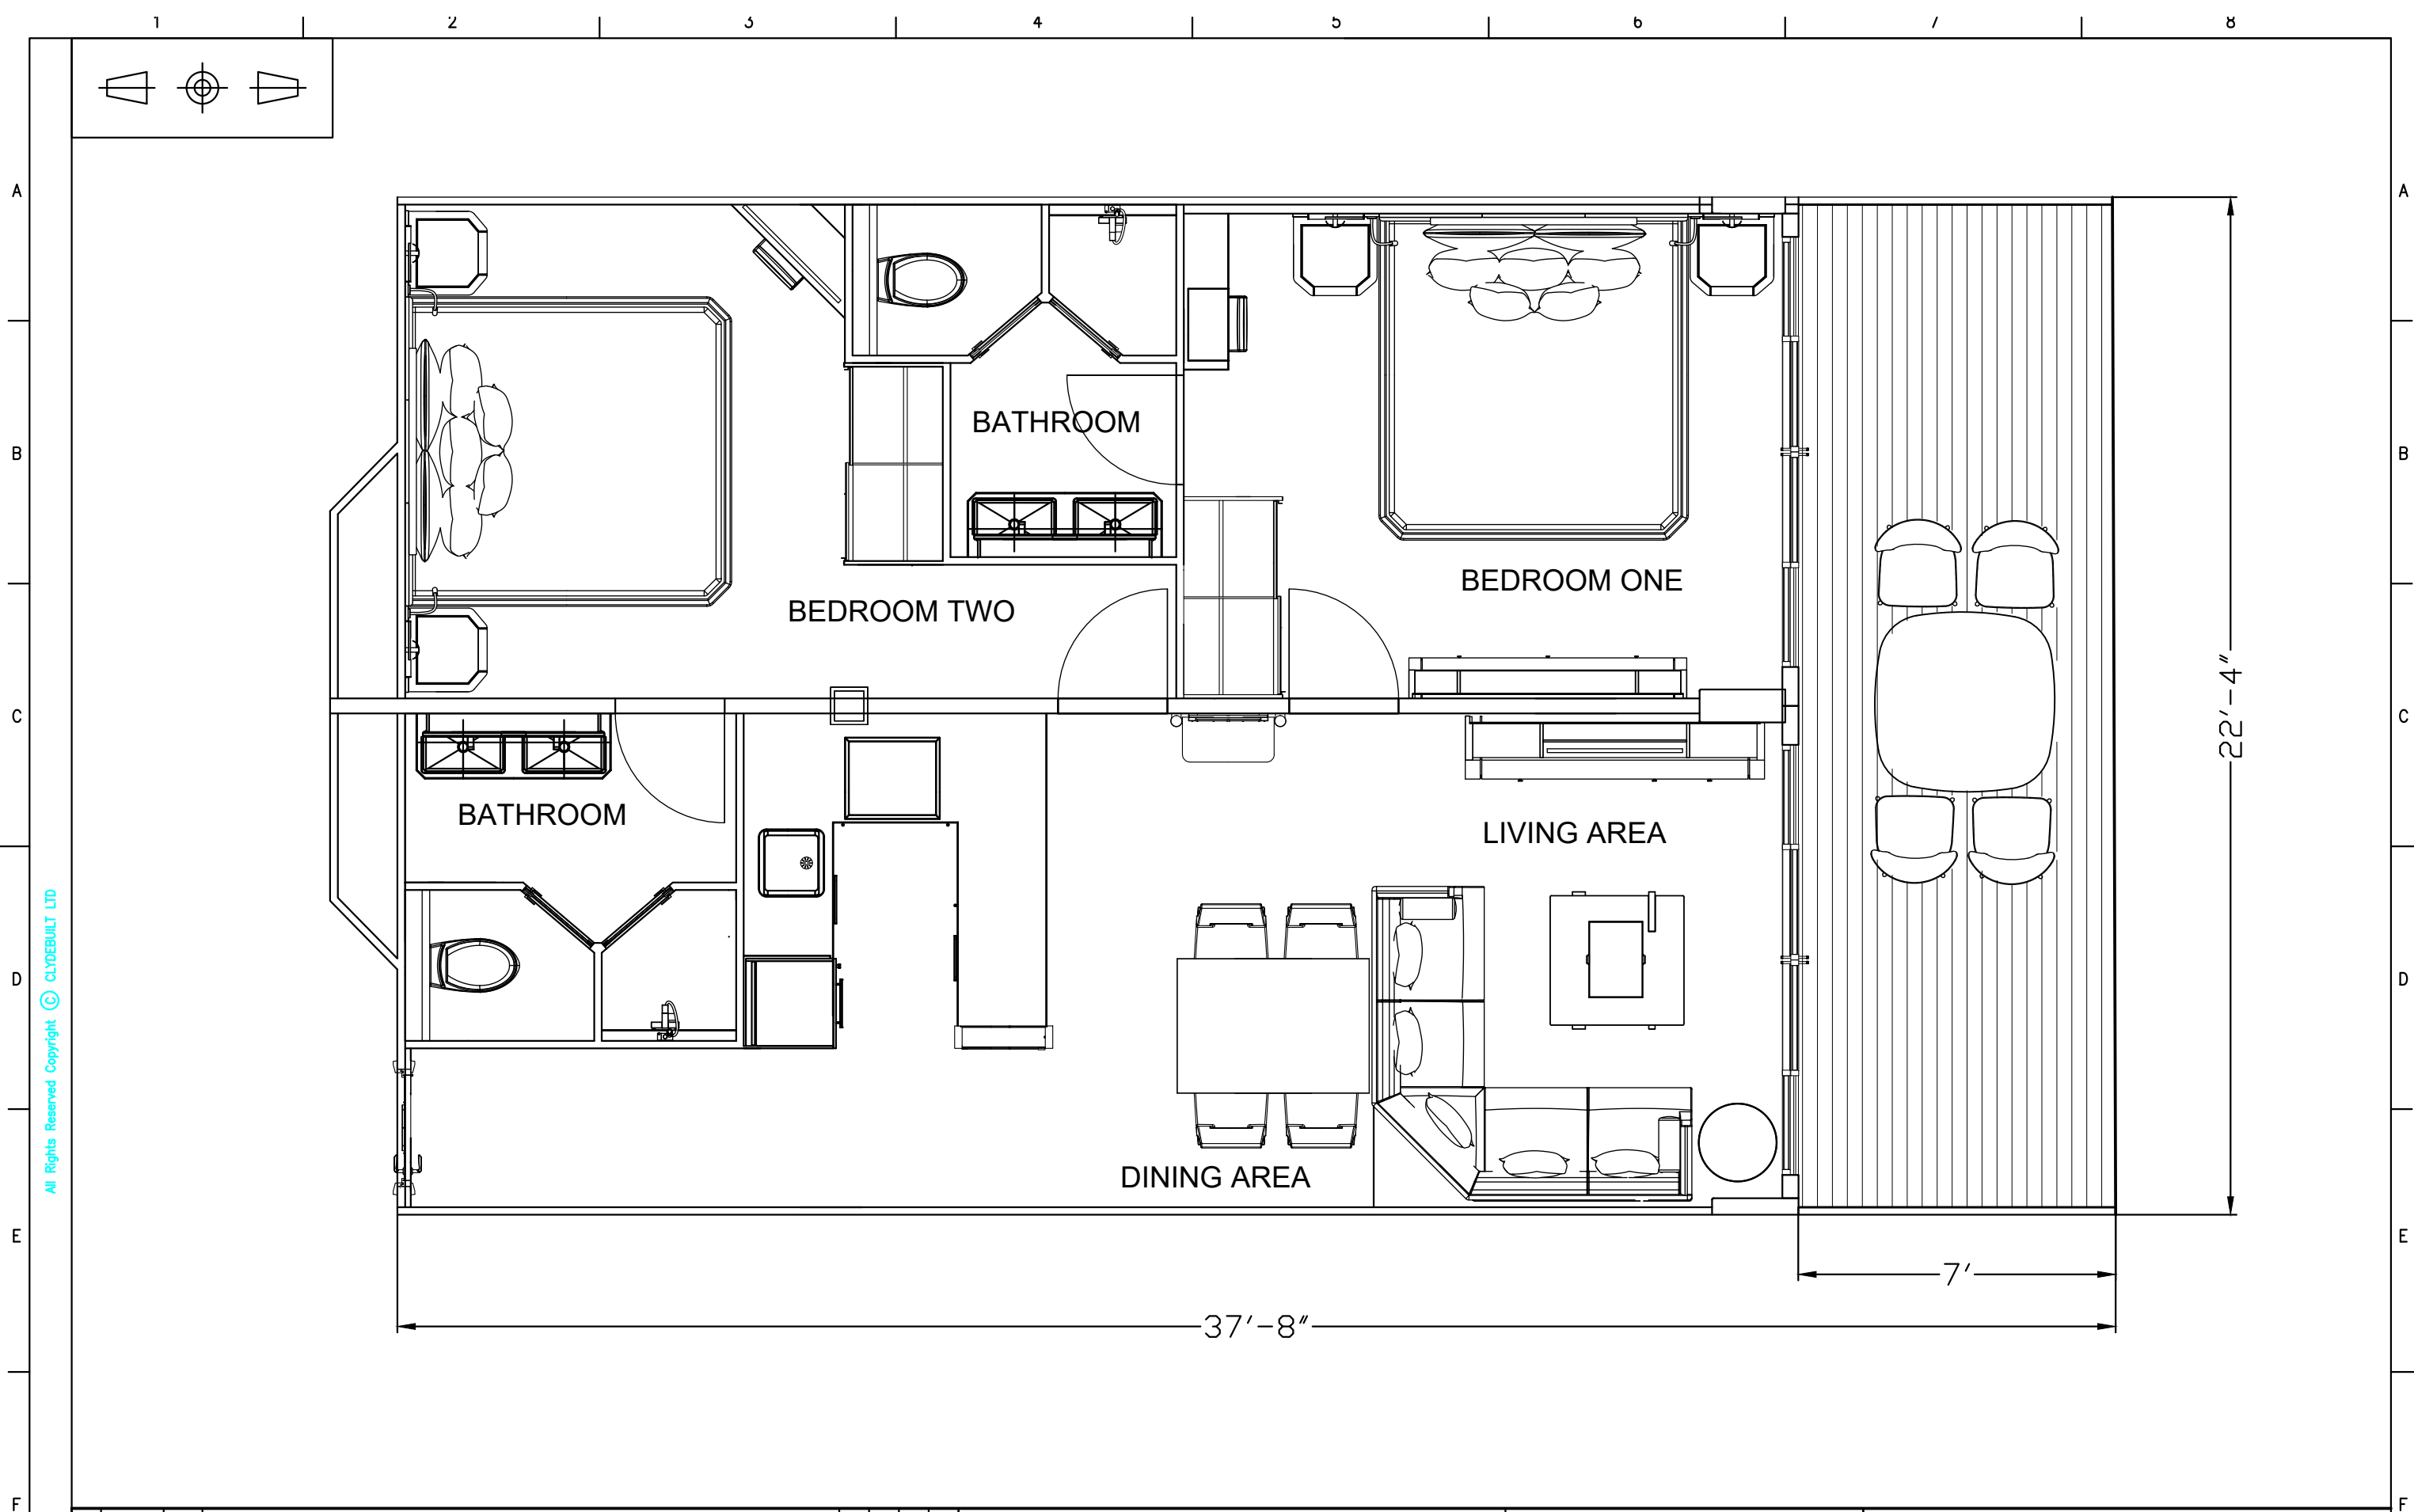 1 2 3 4 5 6 7 8
A A
BATHROOM
B B
BEDROOM ONE
BEDROOM TWO
22'-4"
C C
BATHROOM
LIVING AREA
D D
All Rights Reserved Copyright © CLYDEBUILT LTD
DINING AREA
E E
7'
37'-8"
F F